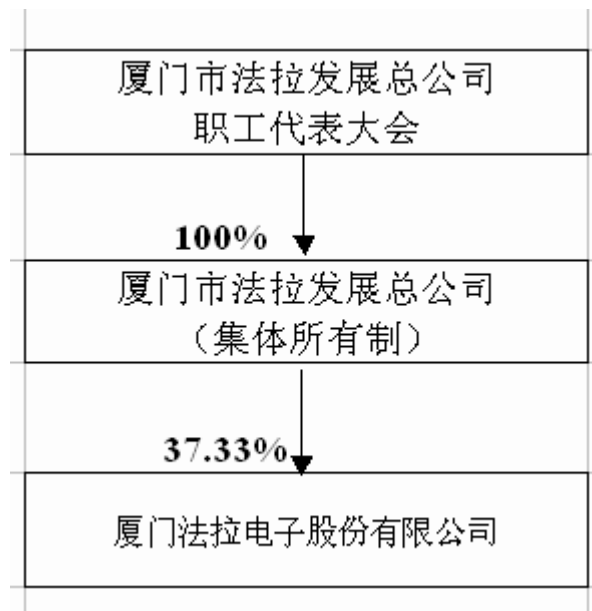 厦门市法拉发展总公司
职工代表大会
100%
厦门市法拉发展总公司
（集体所有制）
37.33%
厦门法拉电子股份有限公司